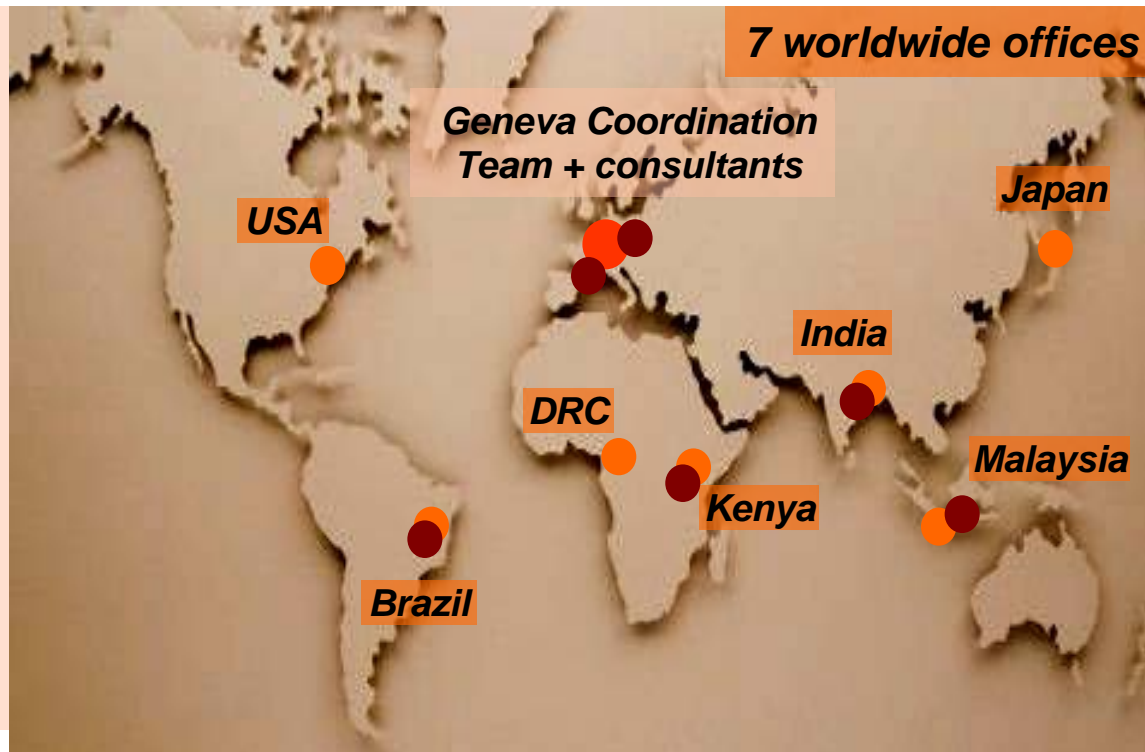 7 worldwide offices
Geneva Coordination
Team + consultants
Japan
USA
India
DRC
Malaysia
Kenya
Brazil